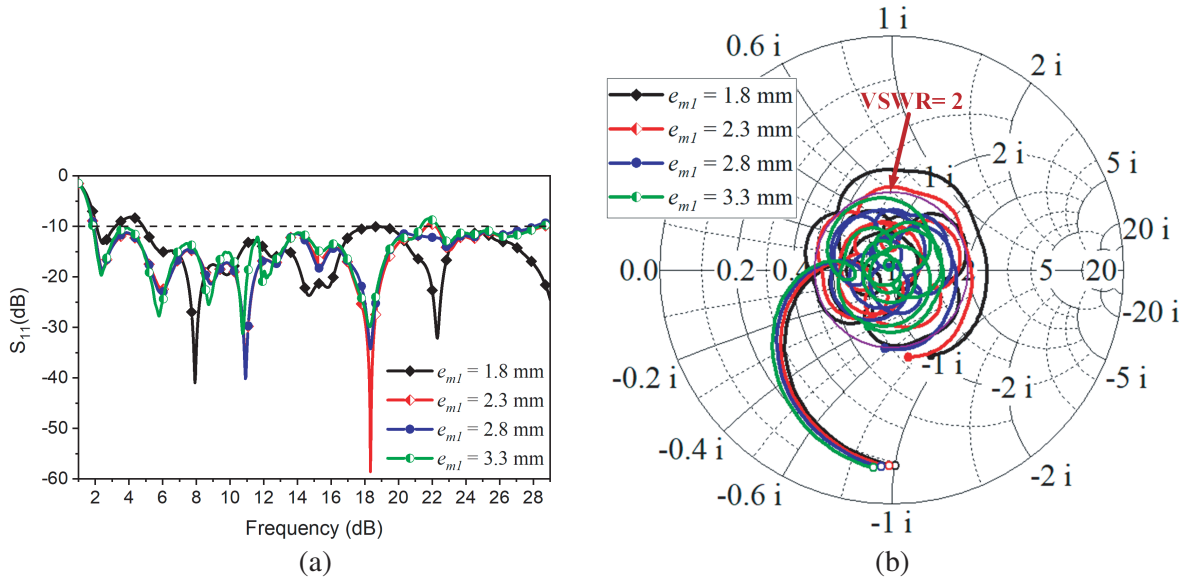 0
-10
-20
-30
-40
-50
-60
S11(dB)
2 4 6 8 10 12 14 16 18 20 22 24 26 28
Frequency (dB)
em1 = 1.8 mm
em1 = 2.3 mm
em1 = 2.8 mm
em1 = 3.3 mm
(a)
em1 = 1.8 mm
em1 = 2.3 mm
em1 = 2.8 mm
em1 = 3.3 mm
VSWR= 2
1 i
0.6 i
2 i
1 i
2 i
5 i
20 i
0.0 0.2 0.4 5 20
-20 i
-5 i
-0.2 i
-1 i
-2 i
-0.4 i
-0.6 i
-2 i
-1 i
(b)